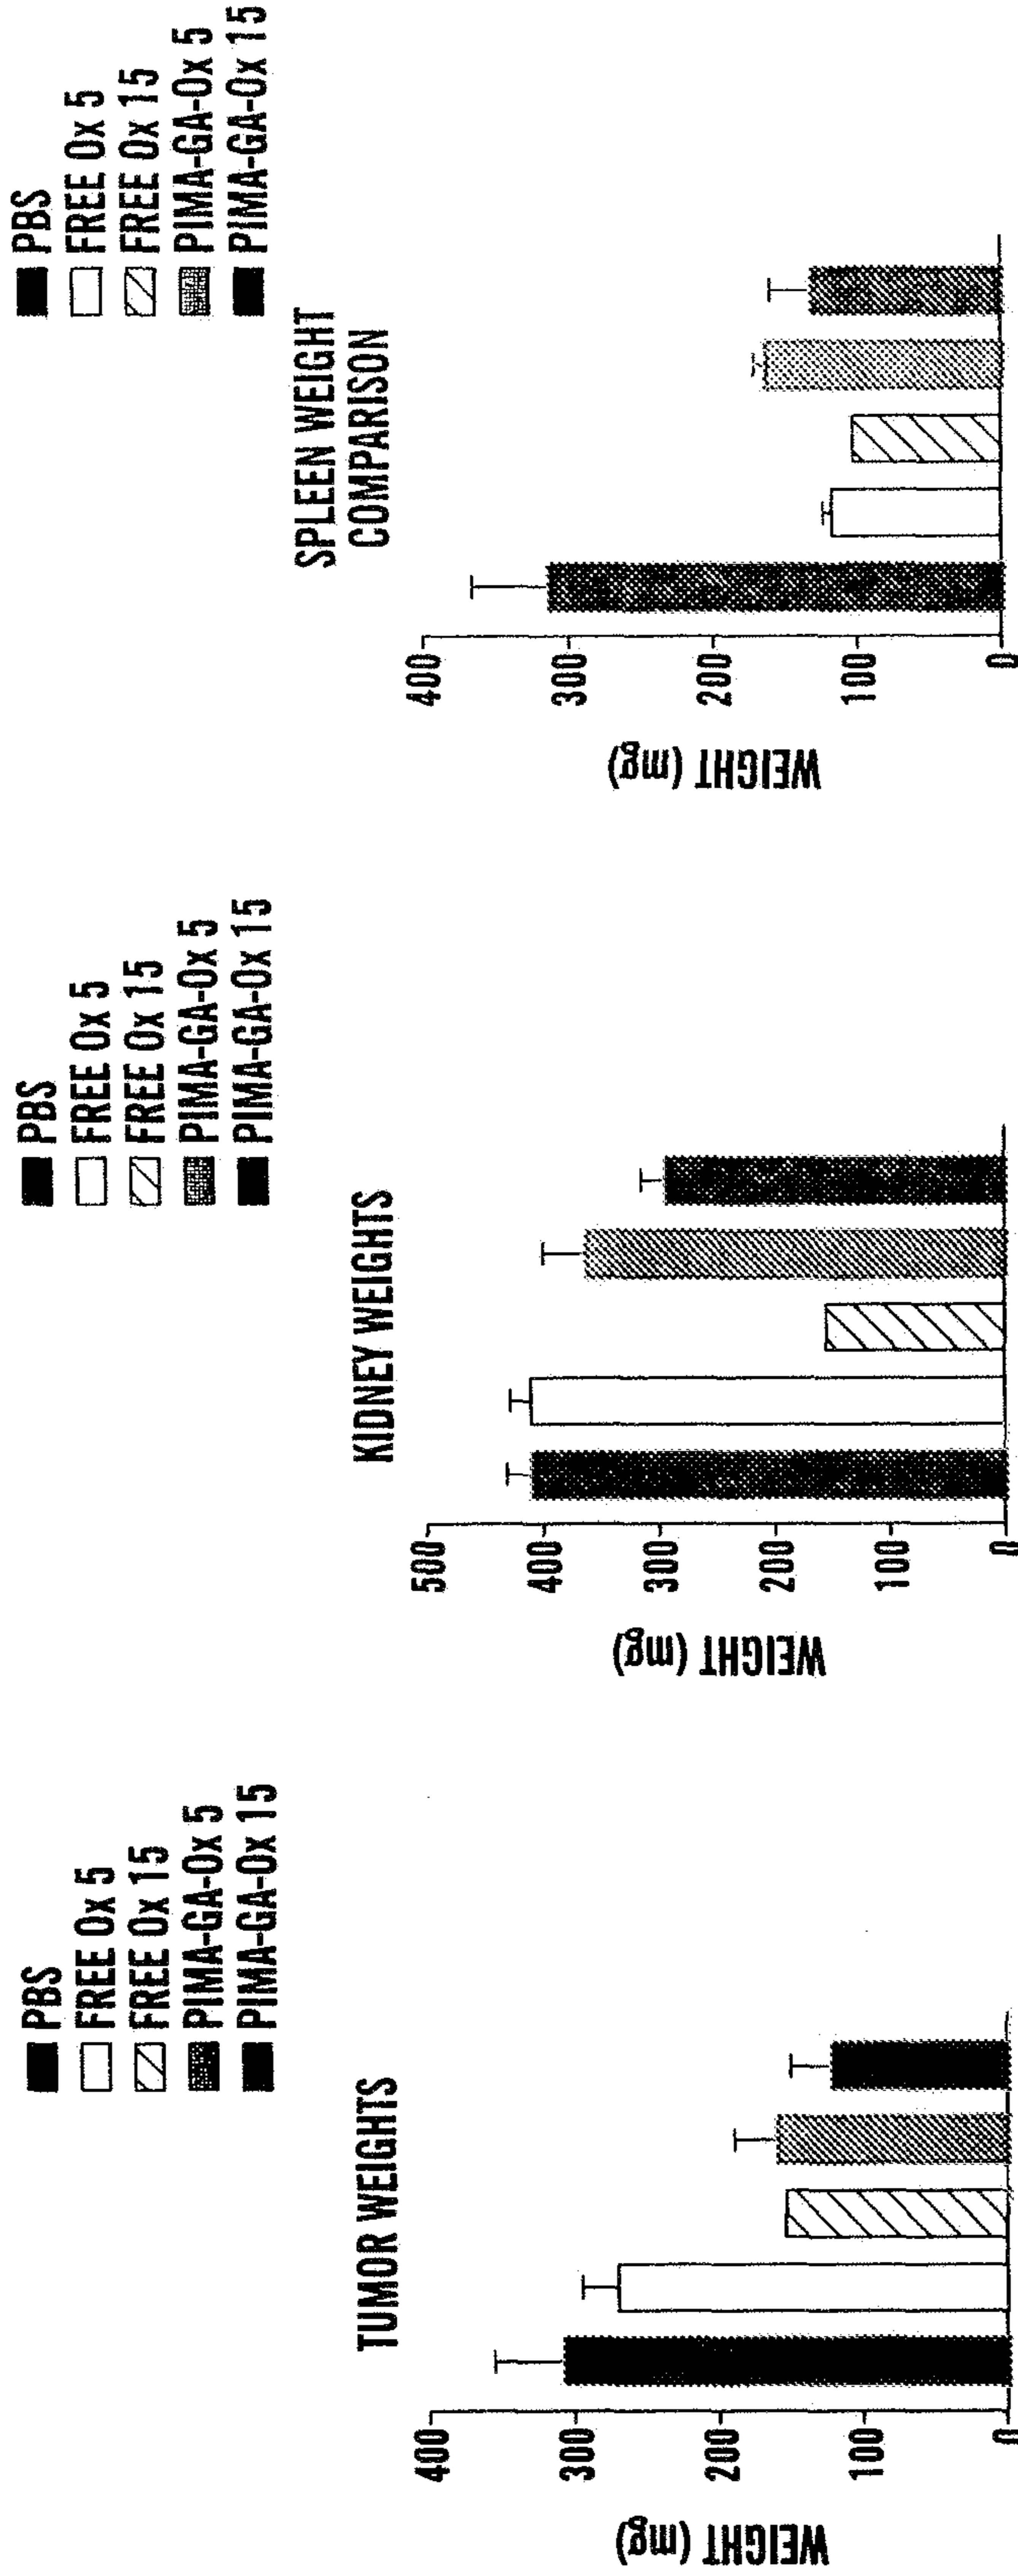 PBS
FREE Ox 5
FREE Ox 15
PIMA-GA-Ox 5
PIMA-GA-Ox 15
TUMOR WEIGHTS
WEIGHT (mg)
400
300
200
100
0
PBS
FREE Ox 5
FREE Ox 15
PIMA-GA-Ox 5
PIMA-GA-Ox 15
KIDNEY WEIGHTS
WEIGHT (mg)
500
400
300
200
100
0
PBS
FREE Ox 5
FREE Ox 15
PIMA-GA-Ox 5
PIMA-GA-Ox 15
SPLEEN WEIGHT
COMPARISON
WEIGHT (mg)
400
300
200
100
0